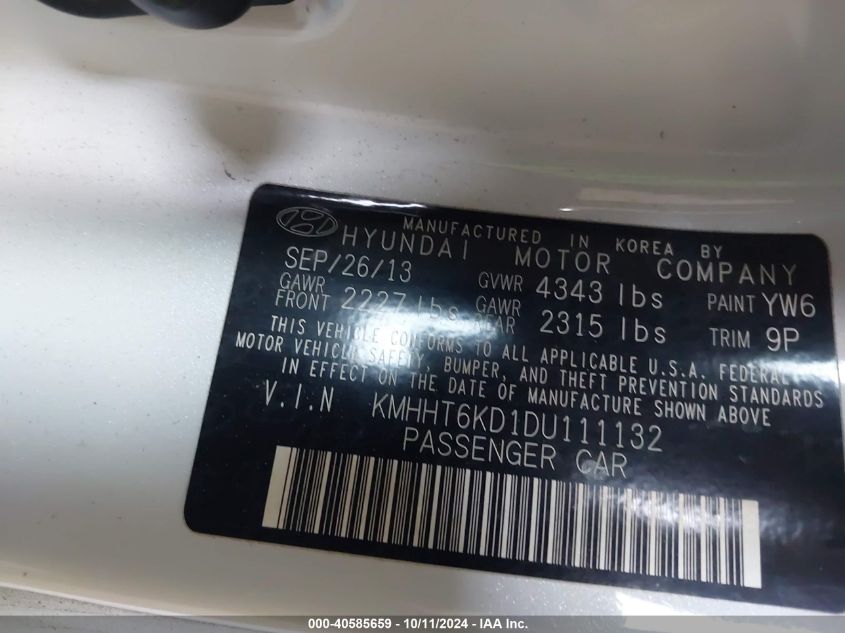 MANUFACTURED IN KOREA BY
HYUNDAI MOTOR COMPANY
SEP/26/13 GVWR 4343 lbs PAINT YW6
GAWR FRONT 2227 lbs GAWR REAR 2315 lbs TRIM 9P
THIS VEHICLE CONFORMS TO ALL APPLICABLE U.S.A. FEDERAL
MOTOR VEHICLE SAFETY, BUMPER, AND THEFT PREVENTION STANDARDS
IN EFFECT ON THE DATE OF MANUFACTURE SHOWN ABOVE
V.I.N KMHHT6KD1DU111132
PASSENGER CAR
000-40585659 - 10/11/2024 - IAA Inc.